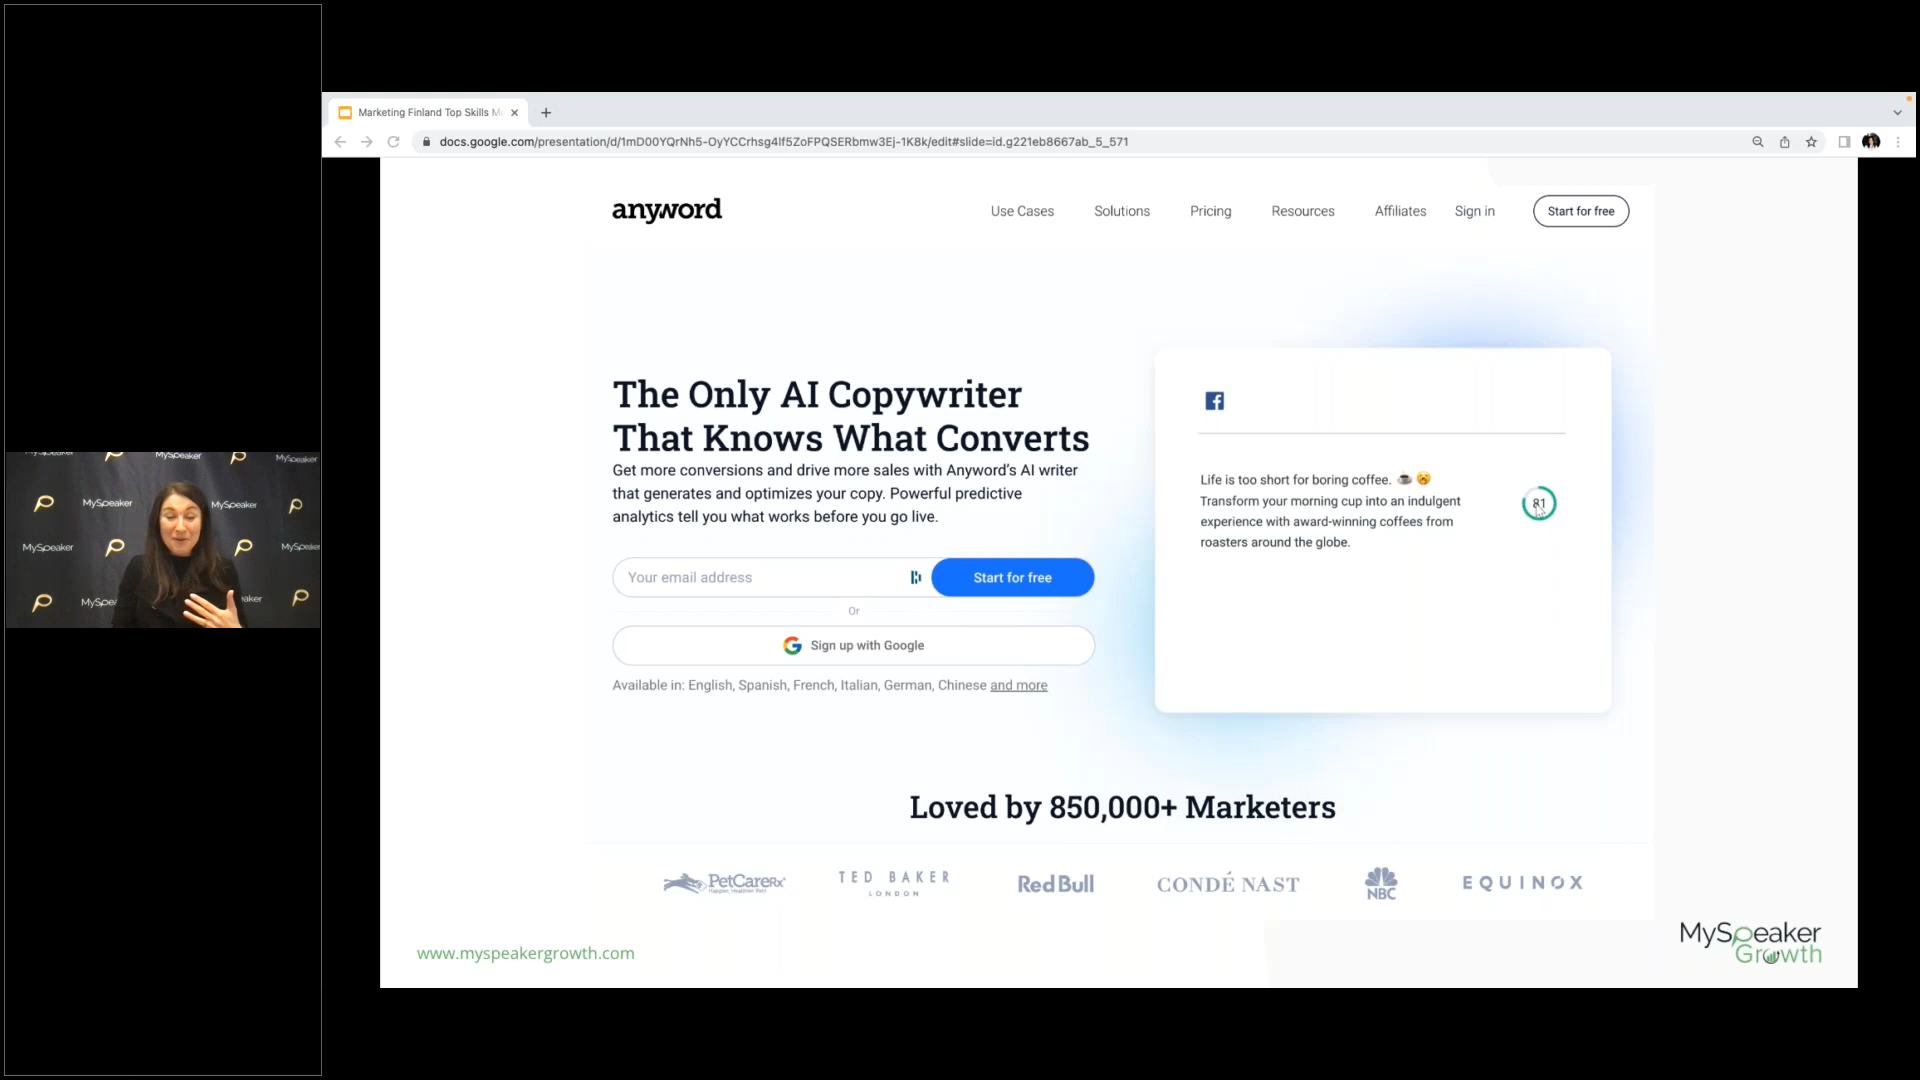 Marketing Finland Top Skills M
docs.google.com/presentation/d/1mD00YQrNh5-OyYCCrhsg4lf5ZoFPQSERbmw3Ej-1K8k/edit#slide=id.g221eb8667ab_5_571
anyword
Use Cases Solutions Pricing Resources Affiliates Sign in Start for free
The Only AI Copywriter
That Knows What Converts
Get more conversions and drive more sales with Anyword's AI writer
that generates and optimizes your copy. Powerful predictive
analytics tell you what works before you go live.
Your email address
Start for free
Or
Sign up with Google
Available in: English, Spanish, French, Italian, German, Chinese and more
Life is too short for boring coffee. ☕ 😵
Transform your morning cup into an indulgent
experience with award-winning coffees from
roasters around the globe.
81
Loved by 850,000+ Marketers
PetCareRx
TED BAKER
LONDON
Red Bull
CONDÉ NAST
NBC
EQUINOX
www.myspeakergrowth.com
MySpeaker
Growth
MySpeaker MySpeaker
MySpeaker MySpeaker
MySpeaker MySpeaker